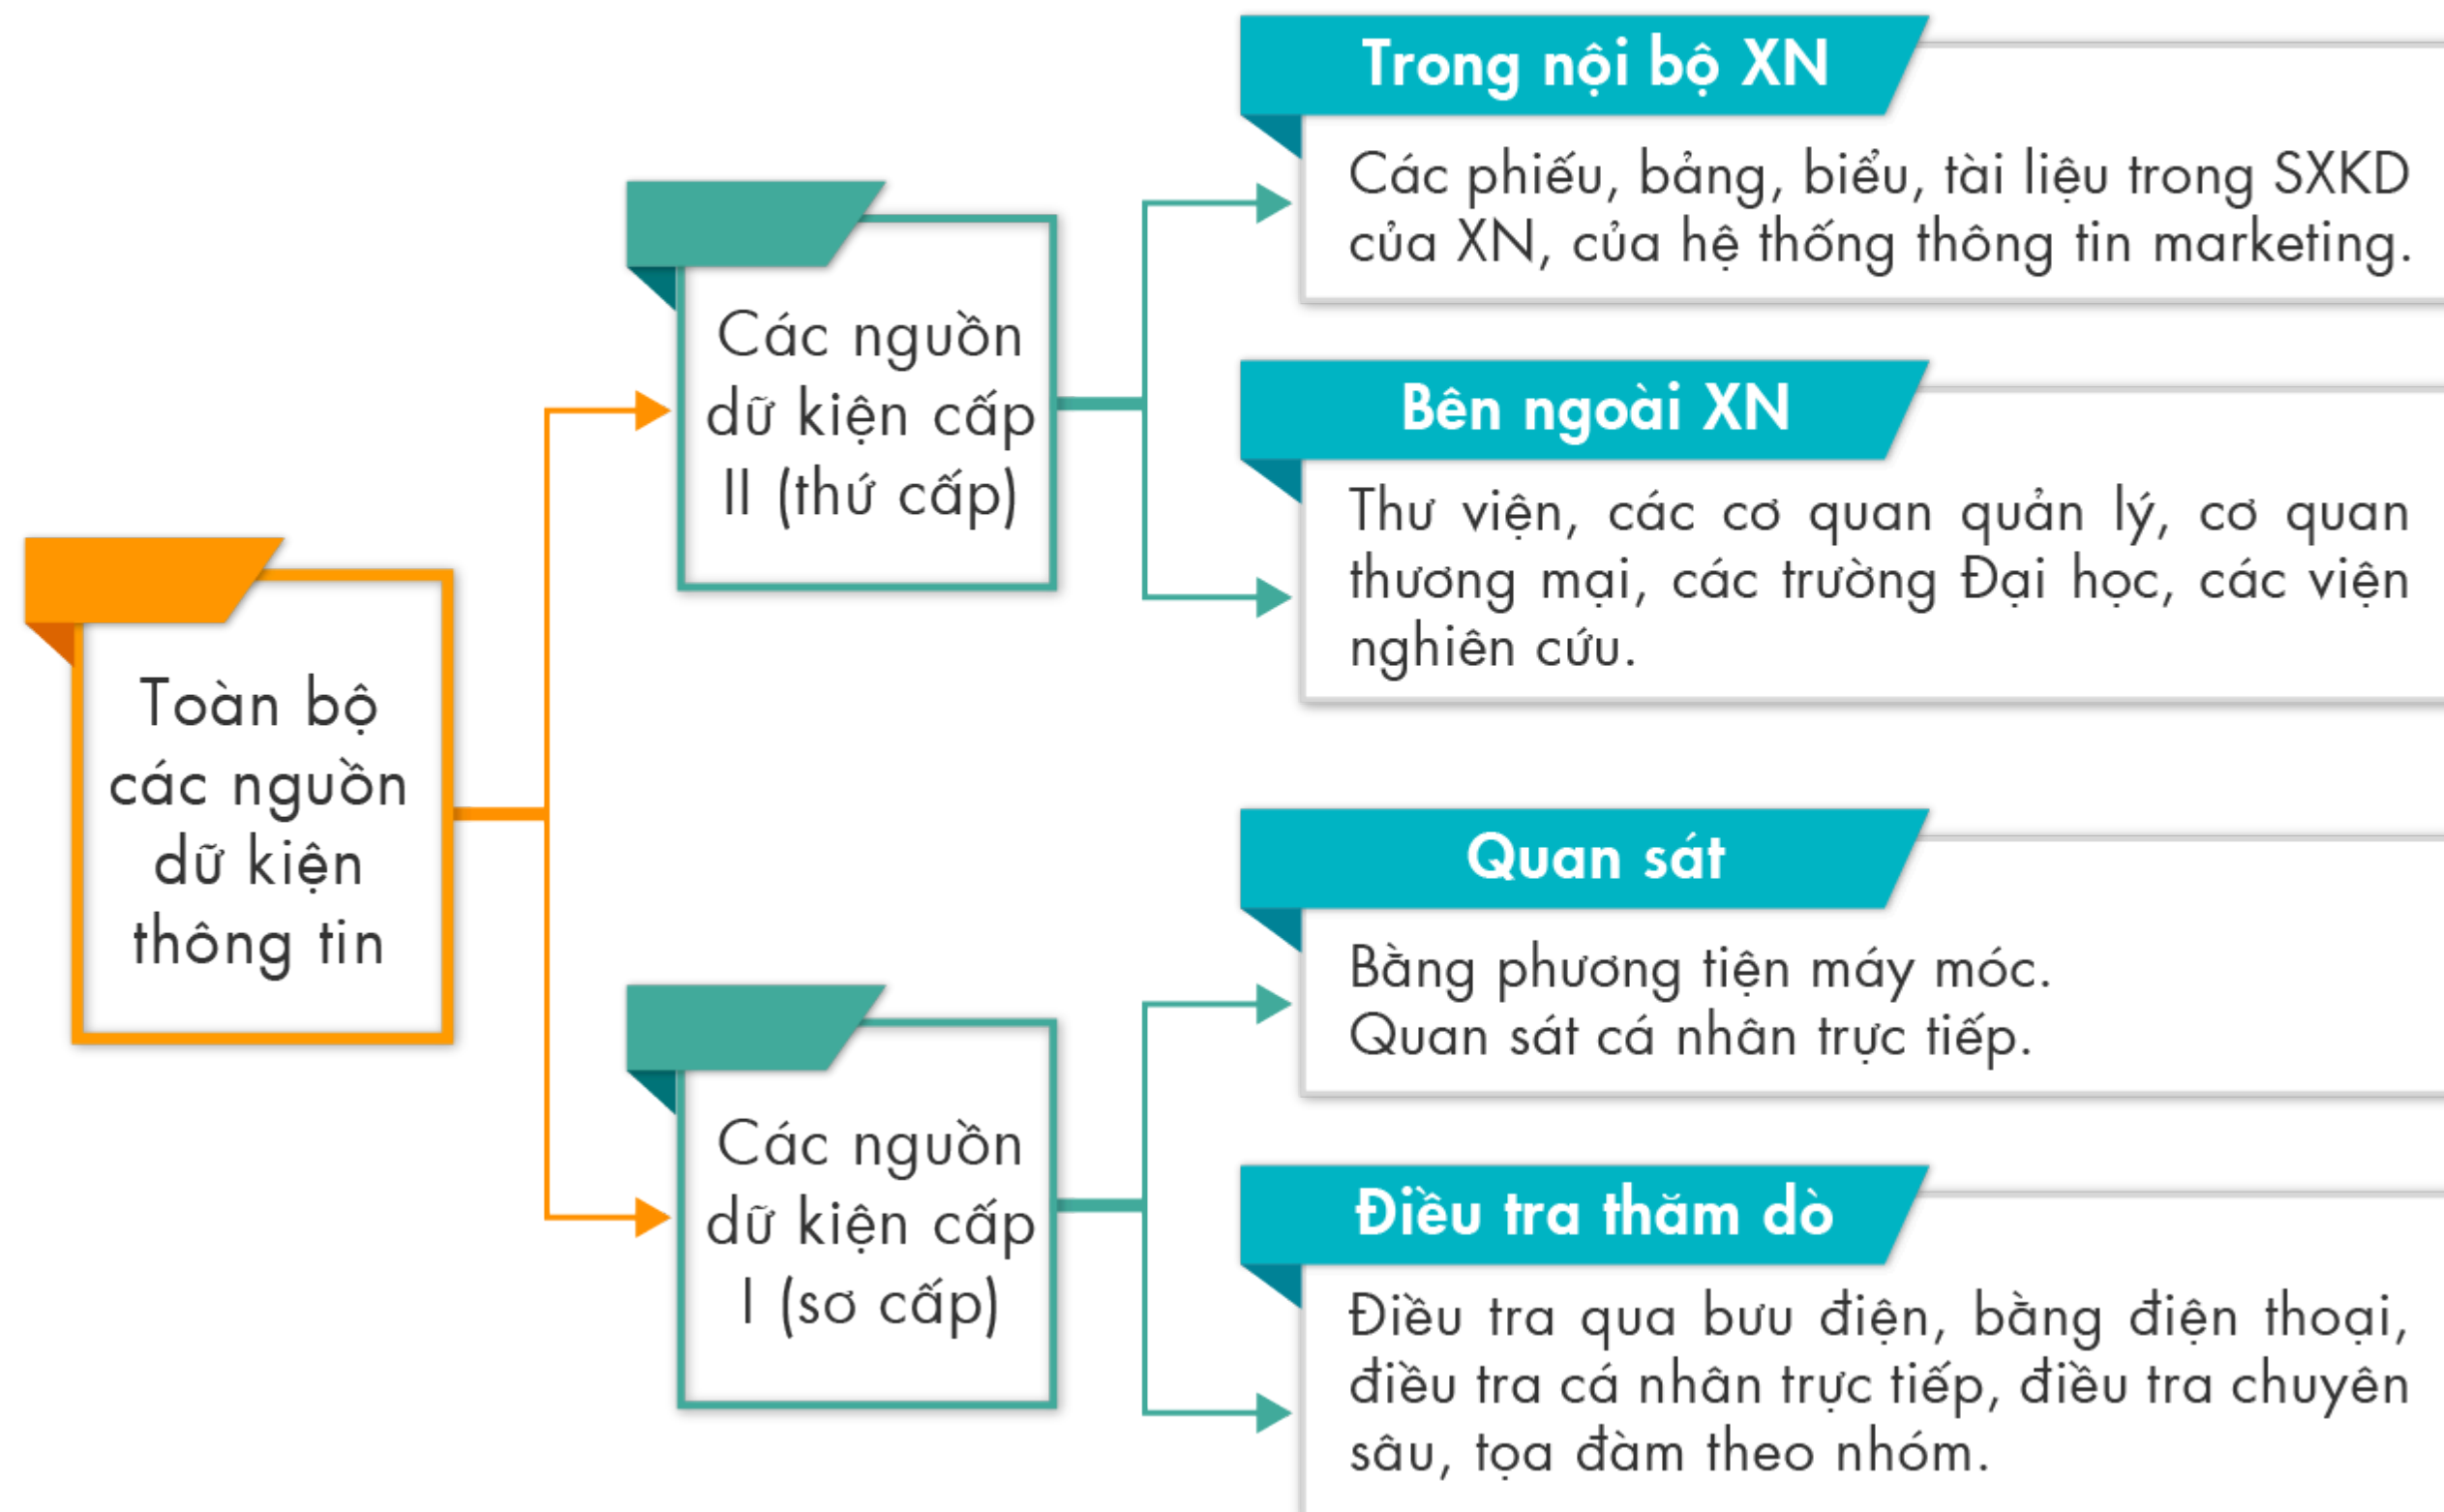 Toàn bộ
các nguồn
dữ kiện
thông tin
Các nguồn
dữ kiện cấp
II (thứ cấp)
Trong nội bộ XN
Các phiếu, bảng, biểu, tài liệu trong SXKD
của XN, của hệ thống thông tin marketing.
Bên ngoài XN
Thư viện, các cơ quan quản lý, cơ quan
thương mại, các trường Đại học, các viện
nghiên cứu.
Các nguồn
dữ kiện cấp
I (sơ cấp)
Quan sát
Bằng phương tiện máy móc.
Quan sát cá nhân trực tiếp.
Điều tra thăm dò
Điều tra qua bưu điện, bằng điện thoại,
điều tra cá nhân trực tiếp, điều tra chuyên
sâu, tọa đàm theo nhóm.